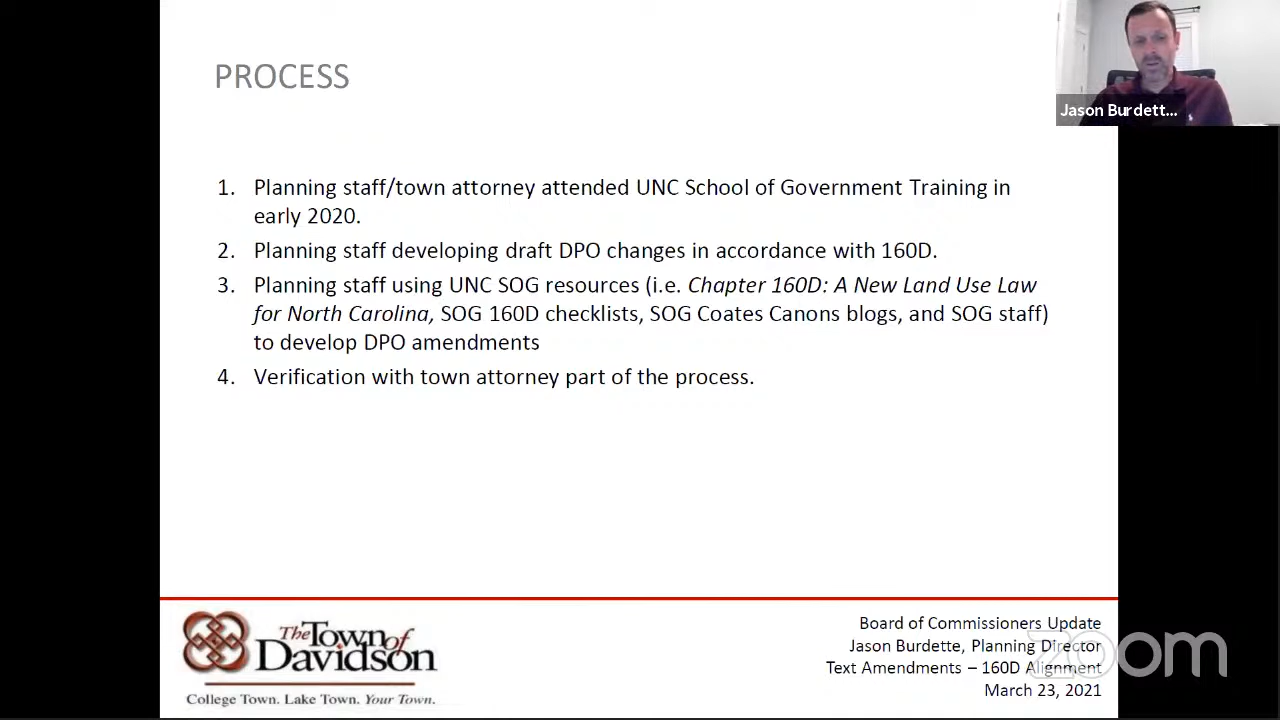 PROCESS
Jason Burdett...
1. Planning staff/town attorney attended UNC School of Government Training in
early 2020.
2. Planning staff developing draft DPO changes in accordance with 160D.
3. Planning staff using UNC SOG resources (i.e. Chapter 160D: A New Land Use Law
for North Carolina, SOG 160D checklists, SOG Coates Canons blogs, and SOG staff)
to develop DPO amendments
4. Verification with town attorney part of the process.
The Town of
Davidson
College Town. Lake Town. Your Town.
Board of Commissioners Update
Jason Burdette, Planning Director
Text Amendments – 160D Alignment
March 23, 2021
zoom